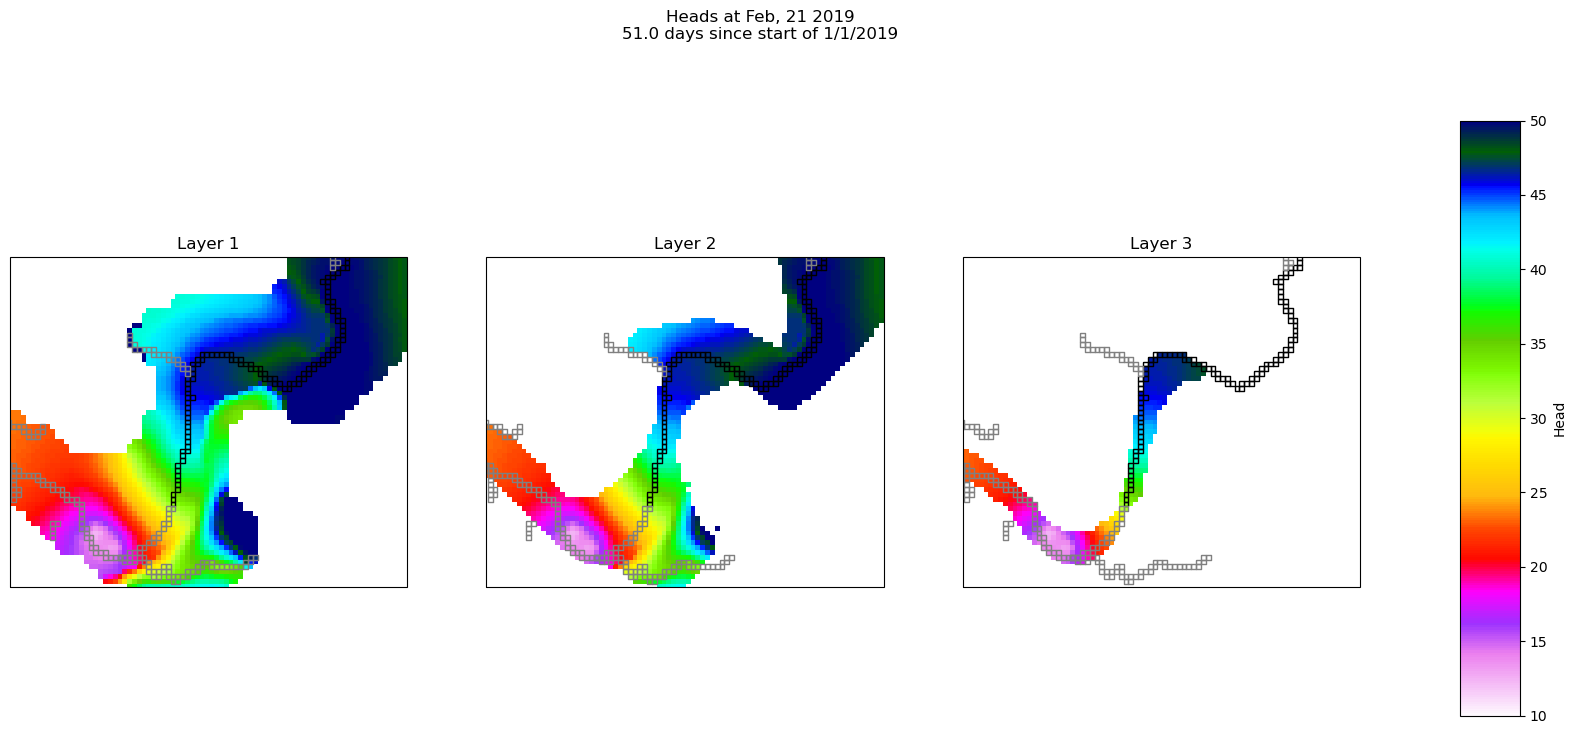 Heads at Feb, 21 2019
51.0 days since start of 1/1/2019
Layer 1
Layer 2
Layer 3
50
45
40
35
30
25
20
15
10
Head